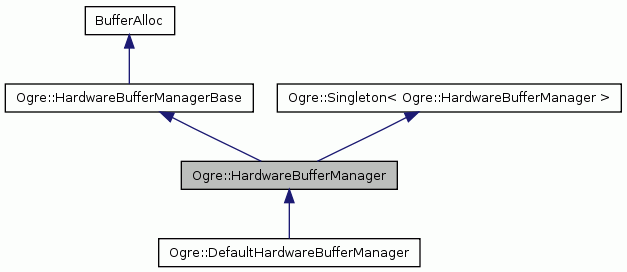 BufferAlloc
Ogre::HardwareBufferManagerBase
Ogre::Singleton< Ogre::HardwareBufferManager >
Ogre::HardwareBufferManager
Ogre::DefaultHardwareBufferManager